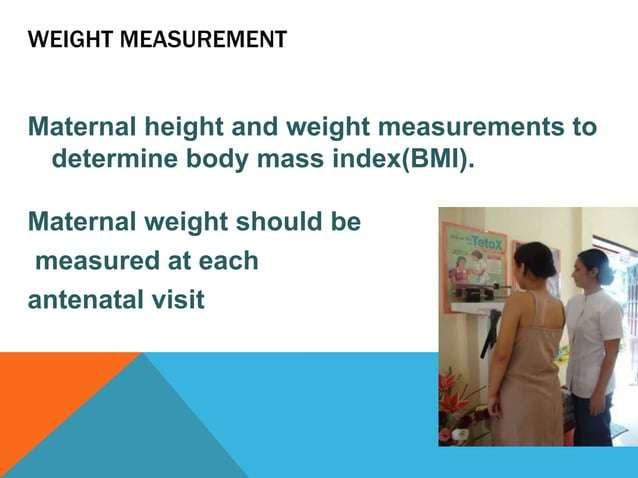 WEIGHT MEASUREMENT
Maternal height and weight measurements to
determine body mass index(BMI).
Maternal weight should be
measured at each
antenatal visit
TetoX